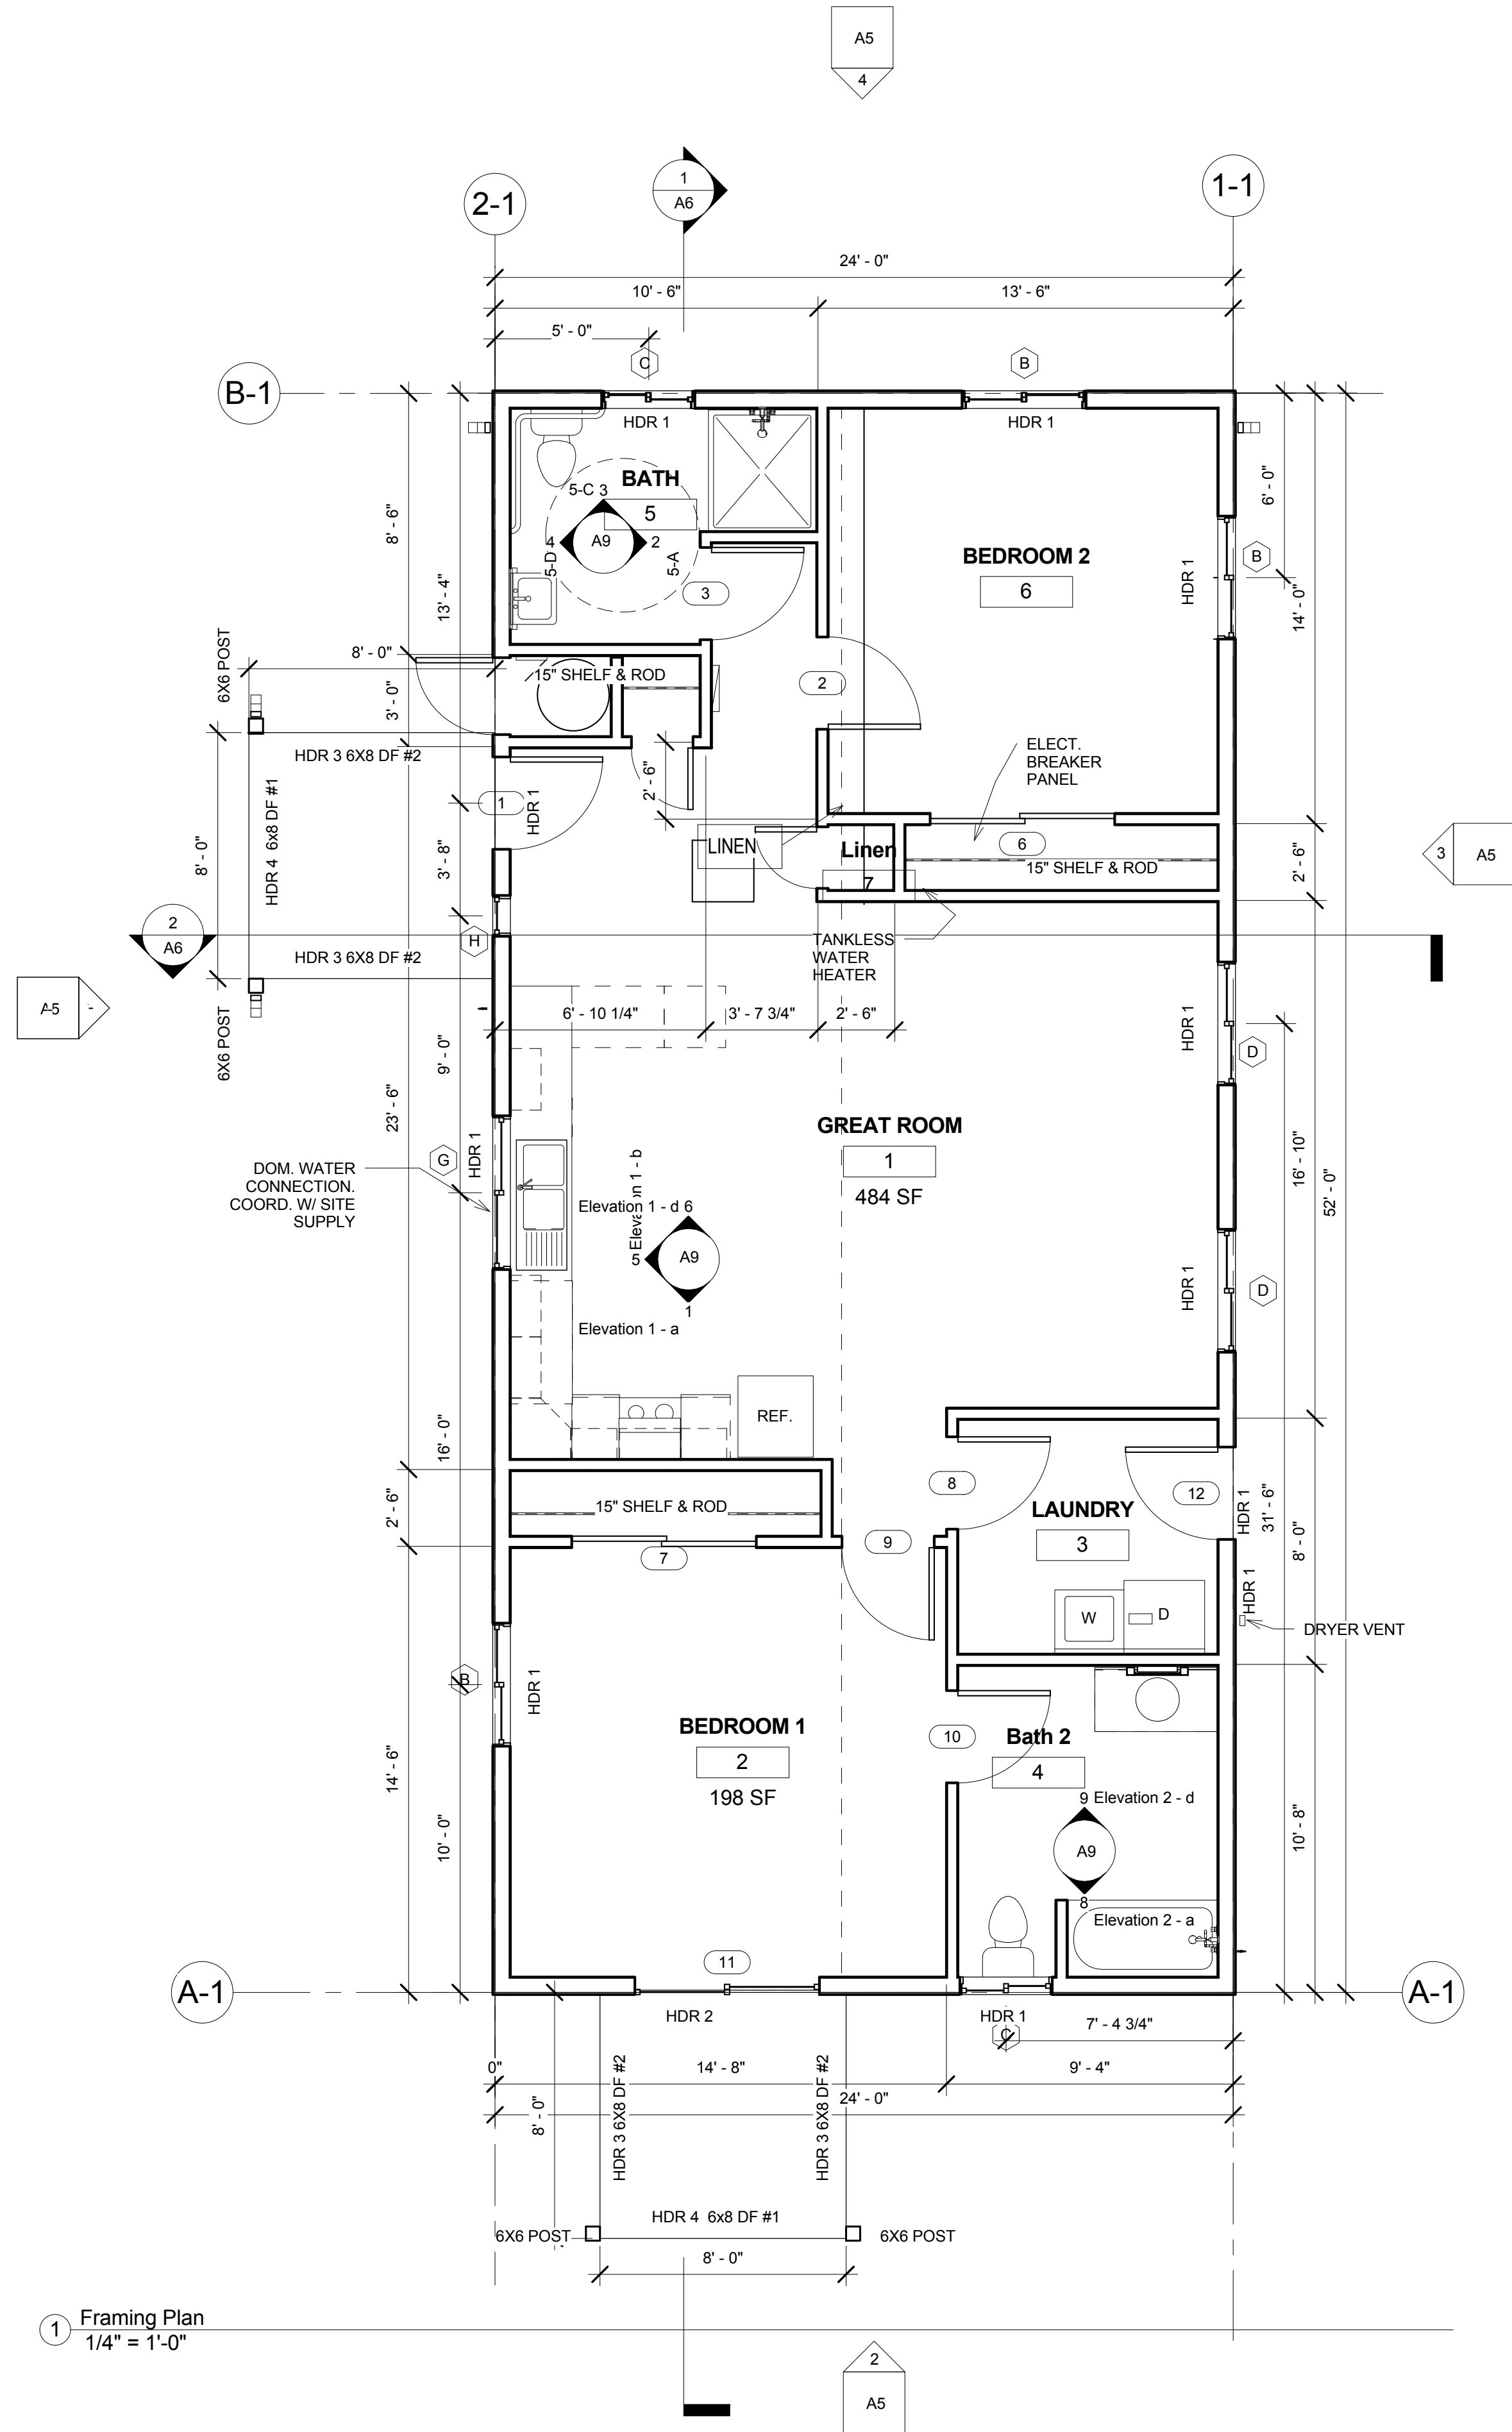 A5
4
1
A6
2-1
1-1
24' - 0"
10' - 6"
13' - 6"
5' - 0"
C
B
B-1
HDR 1
HDR 1
BATH
5-C 3
5
4
A9
2
5-D
5-A
3
8' - 6"
13' - 4"
6' - 0"
BEDROOM 2
6
HDR 1
B
14' - 0"
6X6 POST
8' - 0"
3' - 0"
15" SHELF & ROD
2
HDR 3 6X8 DF #2
HDR 4 6x8 DF #1
8' - 0"
1
HDR 1
2' - 6"
ELECT.
BREAKER
PANEL
3' - 8"
LINEN
Linen
7
6
15" SHELF & ROD
2' - 6"
3
A5
2
A6
H
HDR 3 6X8 DF #2
TANKLESS
WATER
HEATER
A-5
-
6X6 POST
9' - 0"
6' - 10 1/4"
3' - 7 3/4"
2' - 6"
HDR 1
D
23' - 6"
GREAT ROOM
1
484 SF
16' - 10"
52' - 0"
G
HDR 1
DOM. WATER
CONNECTION.
COORD. W/ SITE
SUPPLY
Elevation 1 - b
Elevation 1 - d 6
5
A9
1
Elevation 1 - a
HDR 1
D
REF.
16' - 0"
2' - 6"
15" SHELF & ROD
7
8
9
LAUNDRY
3
12
HDR 1
31' - 6"
8' - 0"
W
D
HDR 1
DRYER VENT
B
HDR 1
BEDROOM 1
2
198 SF
10
Bath 2
4
9 Elevation 2 - d
A9
8
Elevation 2 - a
14' - 6"
10' - 0"
10' - 8"
11
A-1
A-1
HDR 2
HDR 1
C
7' - 4 3/4"
0"
14' - 8"
9' - 4"
24' - 0"
8' - 0"
HDR 3 6X8 DF #2
HDR 3 6X8 DF #2
HDR 4 6x8 DF #1
6X6 POST
6X6 POST
8' - 0"
1
Framing Plan
1/4" = 1'-0"
2
A5